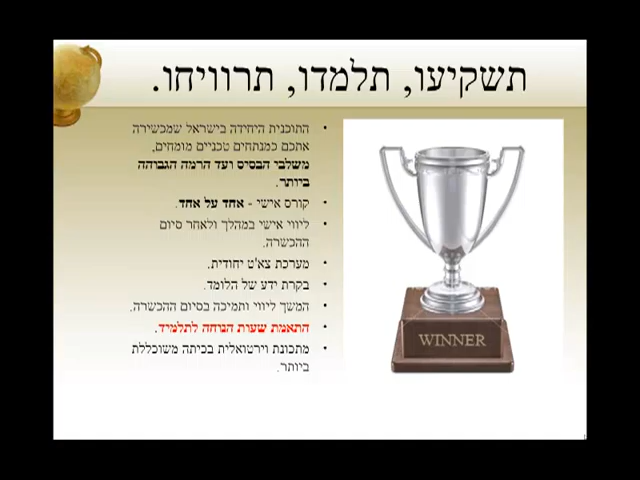 תשקיעו, תלמדו, תרוויחו.
• התוכנית היחידה בישראל שמכשירה
אתכם כמנתחים טכניים מומחים,
משלבי הבסיס ועד הרמה הגבוהה
ביותר.
• קורס אישי - אחד על אחד.
• ליווי אישי במהלך ולאחר סיום
ההכשרה.
• מערכת צא'ט יחודית.
• בקרת ידע של הלומד.
• המשך ליווי ותמיכה בסיום ההכשרה.
• התאמת שעות הנוחה לתלמיד.
• מתכונת וירטואלית בכיתה משוכללת
ביותר.
WINNER